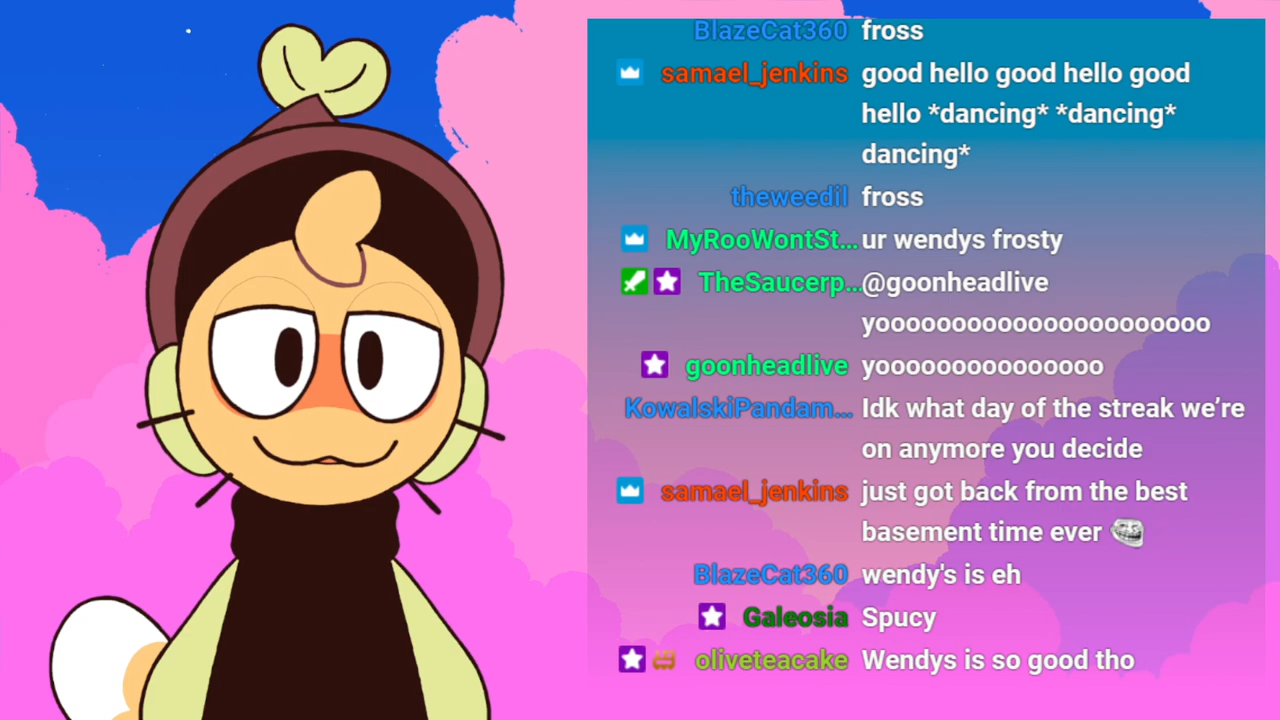 BlazeCat360 fross
samael_jenkins good hello good hello good
hello *dancing* *dancing*
dancing*
theweedil fross
MyRooWontSt... ur wendys frosty
TheSaucerp... @goonheadlive
yoooooooooooooooooooooo
goonheadlive yoooooooooooooo
KowalskiPandam... Idk what day of the streak we’re
on anymore you decide
samael_jenkins just got back from the best
basement time ever
BlazeCat360 wendy's is eh
Galeosia Spucy
oliveteacake Wendys is so good tho